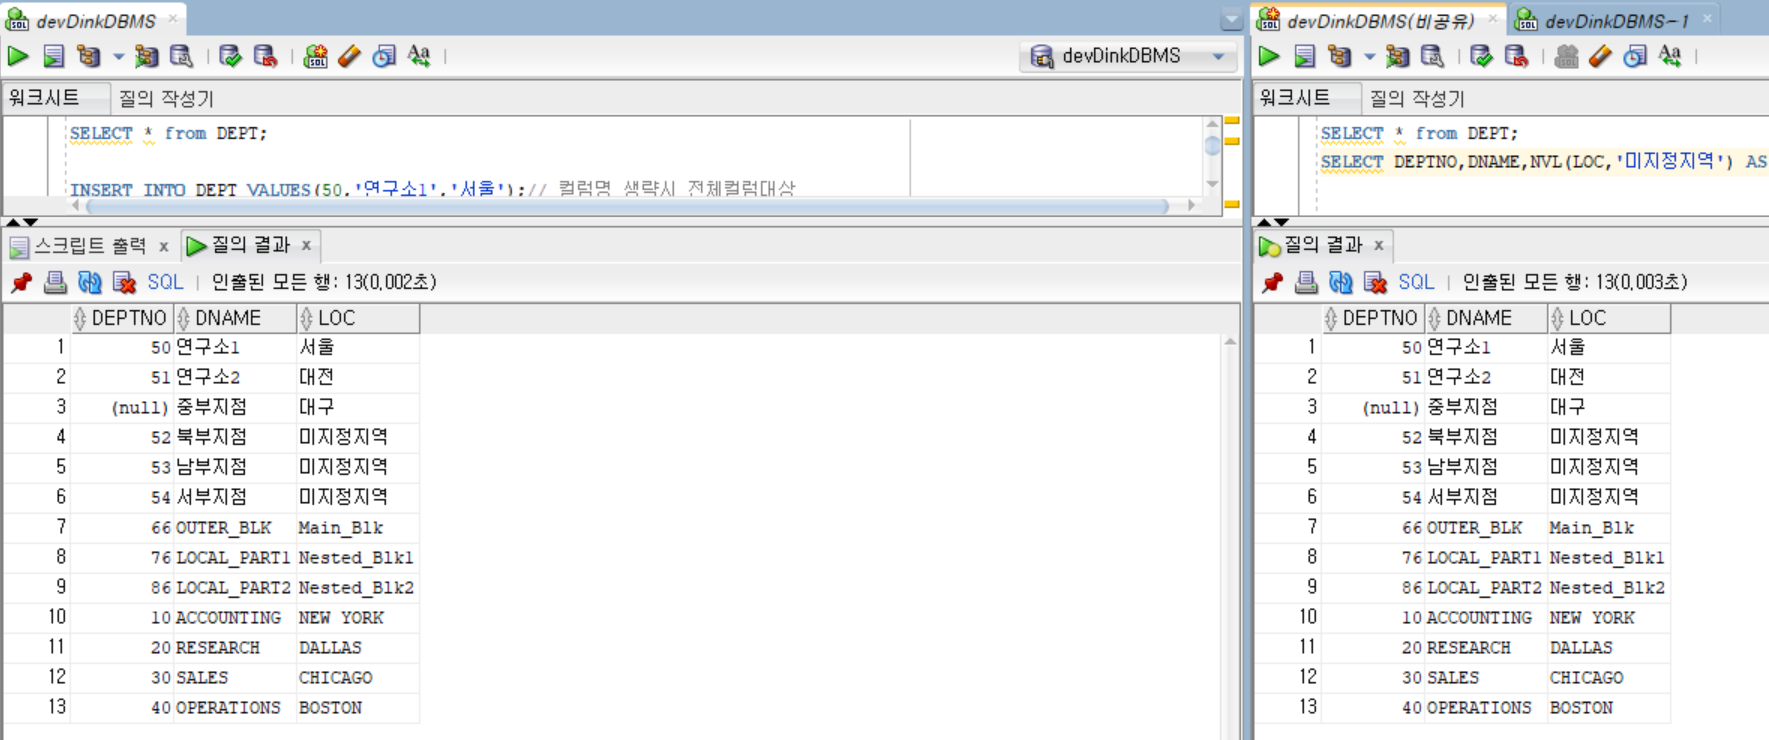 devDinkDBMS
devDinkDBMS
워크시트 질의 작성기
SELECT * from DEPT;
INSERT INTO DEPT VALUES(50,'연구소1','서울');// 컬럼명 생략시 전체컬럼대상
스크립트 출력 x 질의 결과 x
SQL | 인출된 모든 행: 13(0,002초)
DEPTNO DNAME LOC
1 50 연구소1 서울
2 51 연구소2 대전
3 (null) 중부지점 대구
4 52 북부지점 미지정지역
5 53 남부지점 미지정지역
6 54 서부지점 미지정지역
7 66 OUTER_BLK Main_Blk
8 76 LOCAL_PART1 Nested_Blk1
9 86 LOCAL_PART2 Nested_Blk2
10 10 ACCOUNTING NEW YORK
11 20 RESEARCH DALLAS
12 30 SALES CHICAGO
13 40 OPERATIONS BOSTON
devDinkDBMS(비공유) devDinkDBMS-1
워크시트 질의 작성기
SELECT * from DEPT;
SELECT DEPTNO,DNAME,NVL(LOC,'미지정지역') AS
질의 결과 x
SQL | 인출된 모든 행: 13(0,003초)
DEPTNO DNAME LOC
1 50 연구소1 서울
2 51 연구소2 대전
3 (null) 중부지점 대구
4 52 북부지점 미지정지역
5 53 남부지점 미지정지역
6 54 서부지점 미지정지역
7 66 OUTER_BLK Main_Blk
8 76 LOCAL_PART1 Nested_Blk1
9 86 LOCAL_PART2 Nested_Blk2
10 10 ACCOUNTING NEW YORK
11 20 RESEARCH DALLAS
12 30 SALES CHICAGO
13 40 OPERATIONS BOSTON